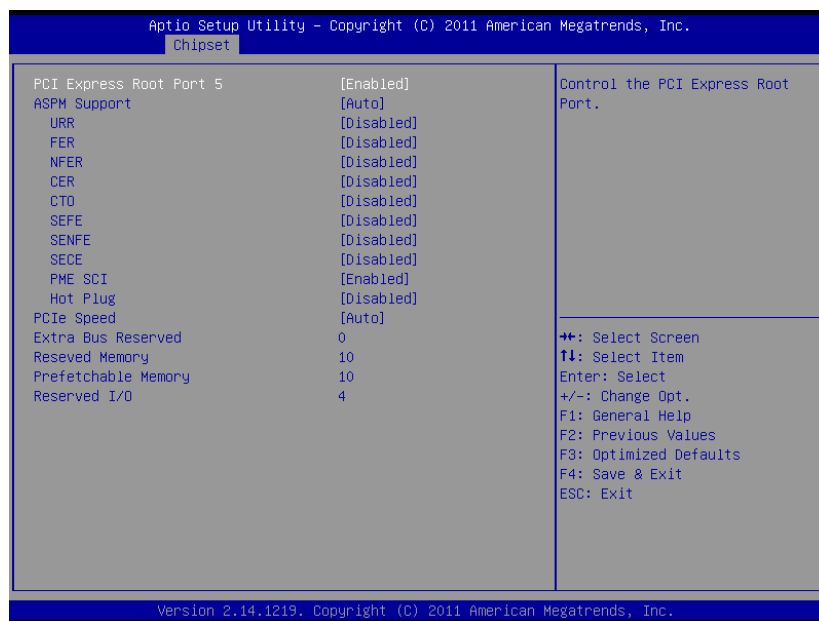 Aptio Setup Utility – Copyright (C) 2011 American Megatrends, Inc.
Chipset
PCI Express Root Port 5 [Enabled]
ASPM Support [Auto]
URR [Disabled]
FER [Disabled]
NFER [Disabled]
CER [Disabled]
CTO [Disabled]
SEFE [Disabled]
SENFE [Disabled]
SECE [Disabled]
PME SCI [Enabled]
Hot Plug [Disabled]
PCIe Speed [Auto]
Extra Bus Reserved 0
Reseved Memory 10
Prefetchable Memory 10
Reserved I/O 4
Control the PCI Express Root
Port.
→←: Select Screen
↑↓: Select Item
Enter: Select
+/-: Change Opt.
F1: General Help
F2: Previous Values
F3: Optimized Defaults
F4: Save & Exit
ESC: Exit
Version 2.14.1219. Copyright (C) 2011 American Megatrends, Inc.